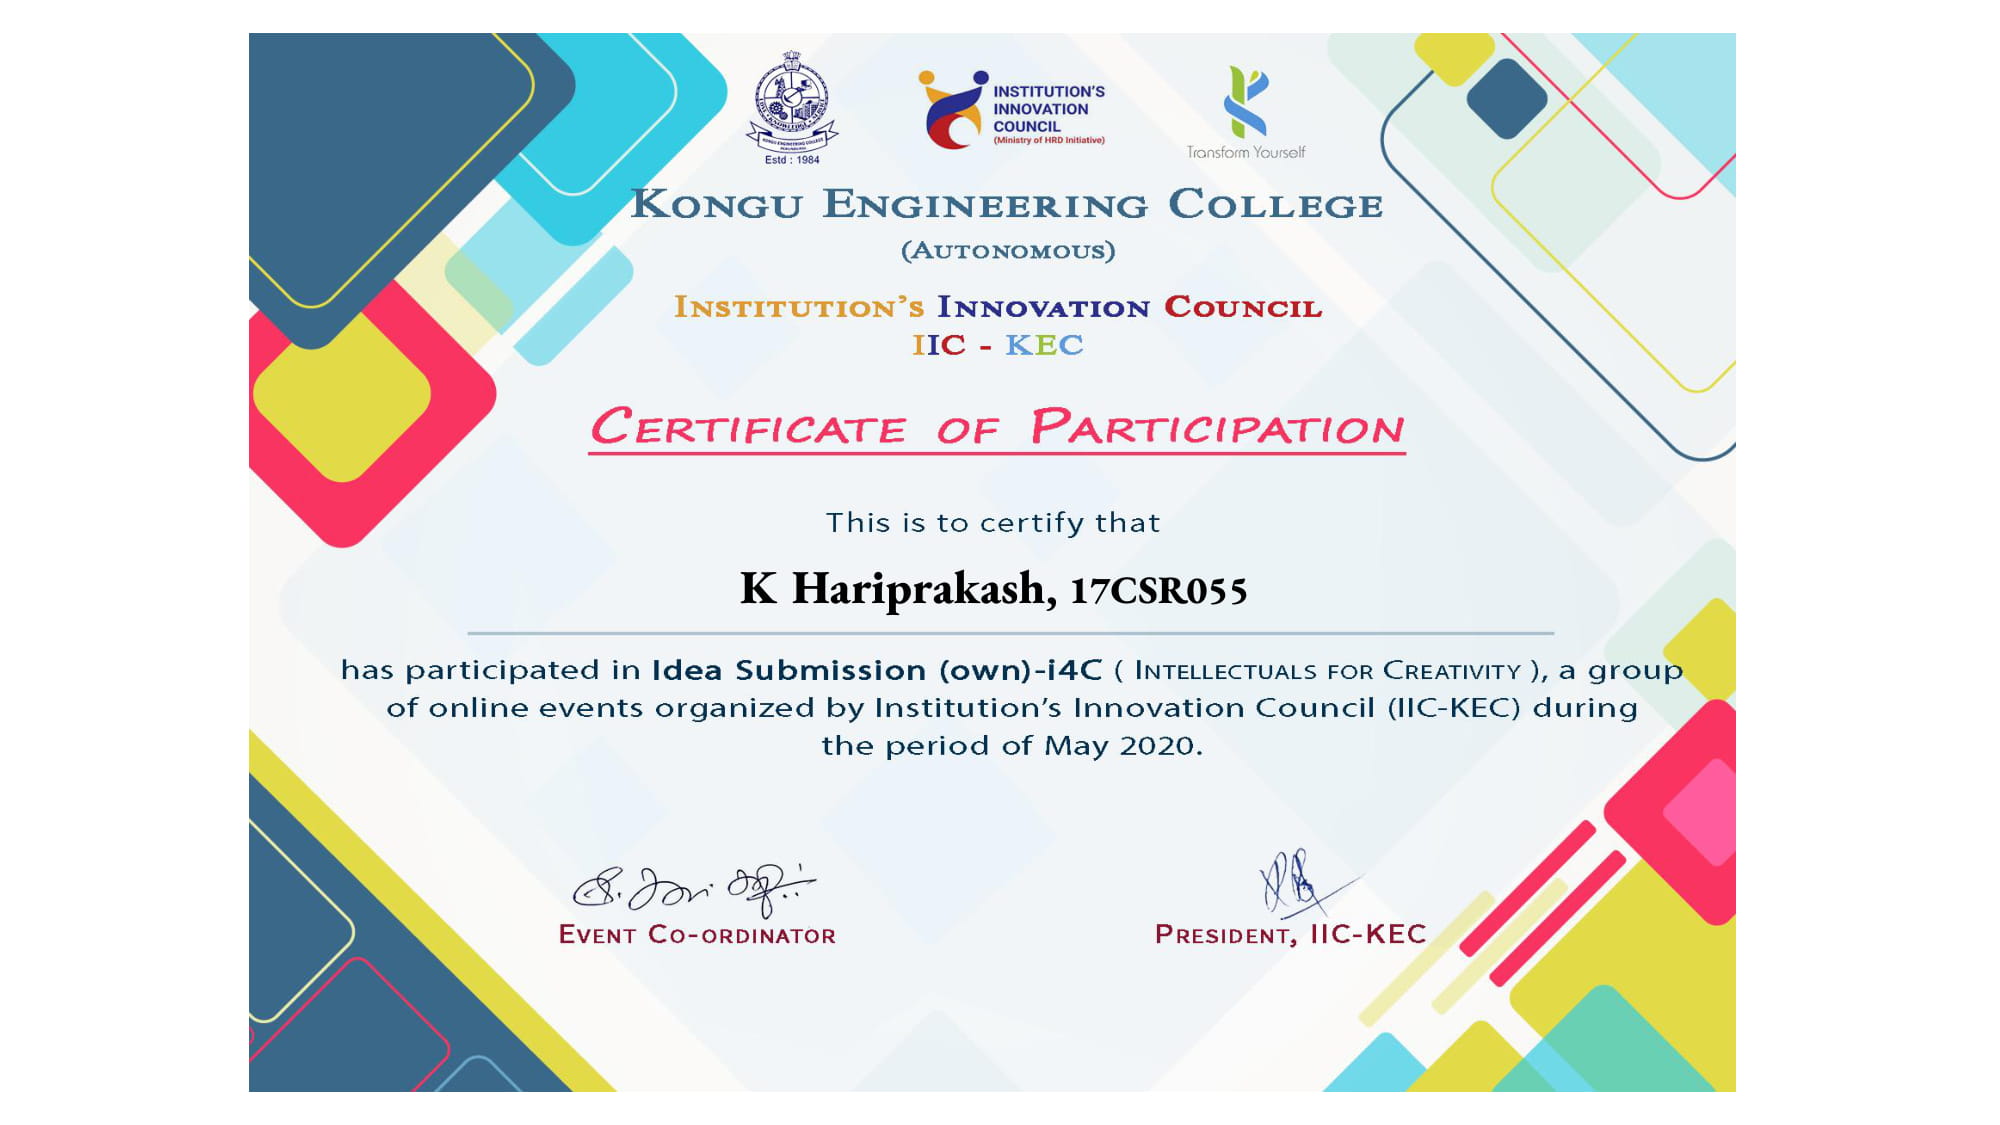 Estd : 1984
INSTITUTION'S
INNOVATION
COUNCIL
(Ministry of HRD Initiative)
Transform Yourself
KONGU ENGINEERING COLLEGE
(AUTONOMOUS)
INSTITUTION'S INNOVATION COUNCIL
IIC - KEC
CERTIFICATE OF PARTICIPATION
This is to certify that
K Hariprakash, 17CSR055
has participated in Idea Submission (own)-i4C ( INTELLECTUALS FOR CREATIVITY ), a group
of online events organized by Institution's Innovation Council (IIC-KEC) during
the period of May 2020.
EVENT CO-ORDINATOR
PRESIDENT, IIC-KEC